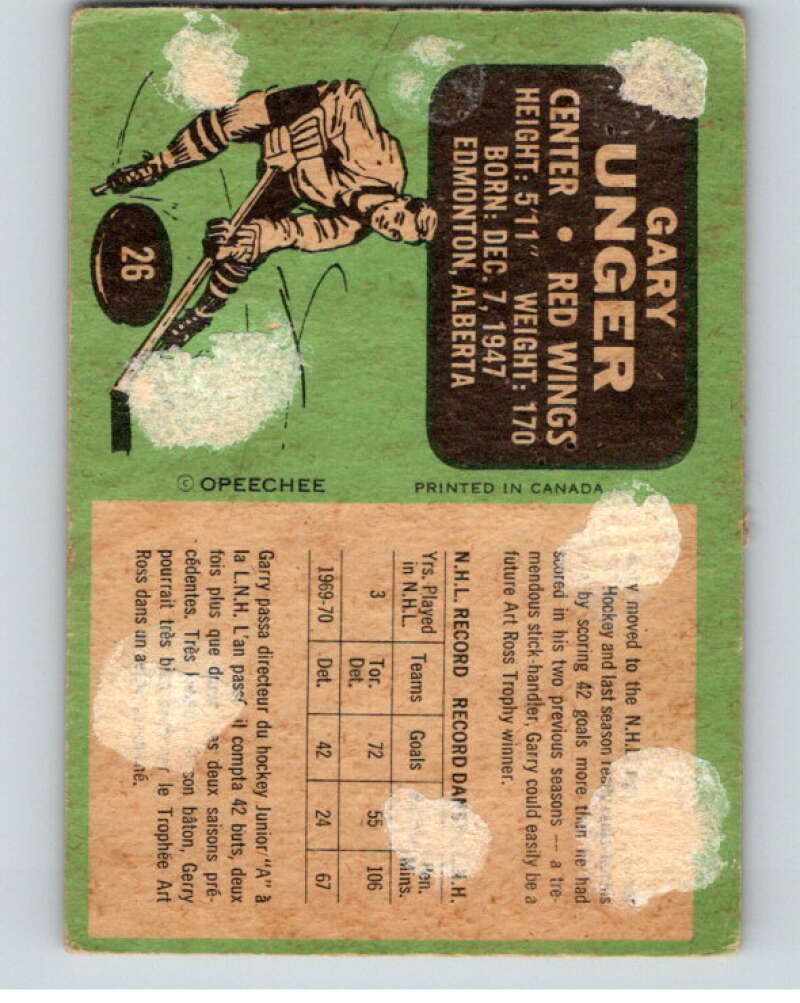 GARY
UNGER
CENTER • RED WINGS
HEIGHT: 5'11" WEIGHT: 170
BORN: DEC. 7, 1947
EDMONTON, ALBERTA
26
© OPEECHEE
PRINTED IN CANADA
moved to the N.H.L.
Hockey and last season
by scoring 42 goals more than he had
scored in his two previous seasons — a tre-
mendous stick-handler. Garry could easily be a
future Art Ross Trophy winner.
N.H.L. RECORD RECORD DANS N.H.
Yrs. Played in N.H.L. Teams Goals Pen. Mins.
3 Tor. Det. 72 55 106
1969-70 Det. 42 24 67
Garry passa directeur du hockey Junior "A" à
la L.N.H. L'an passé il compta 42 buts, deux
fois plus que deux saisons pré-
cédentes. Très son bâton, Gerry
pourrait très le Trophée Art
Ross dans un